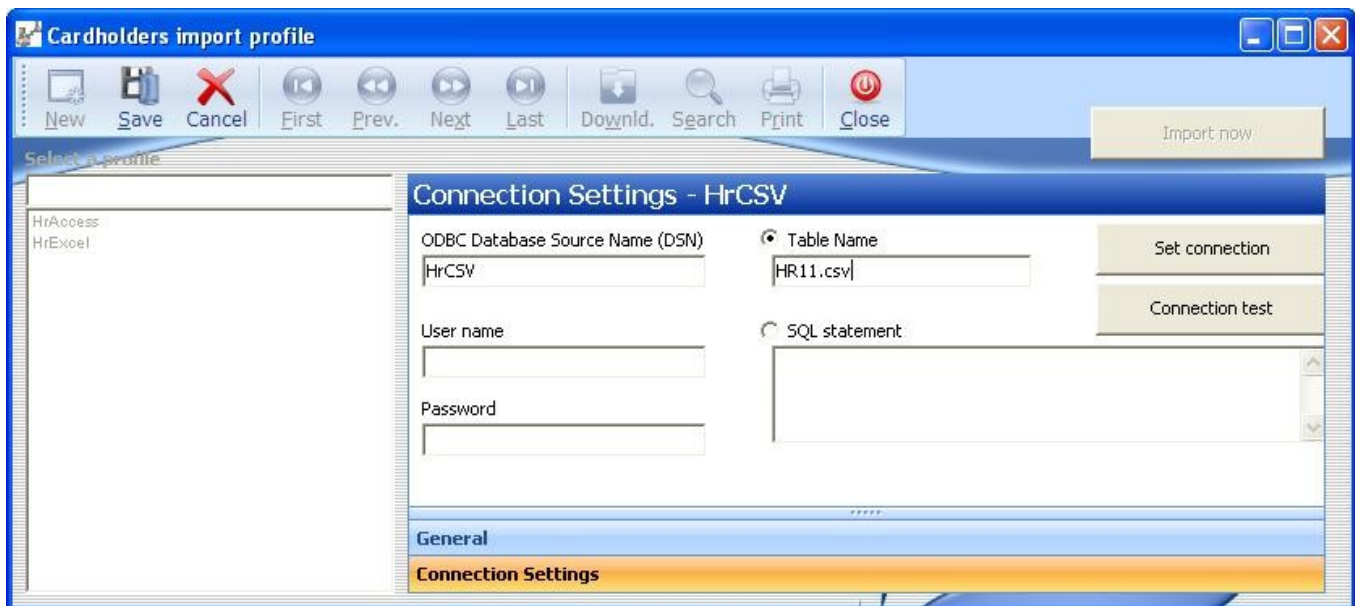 Cardholders import profile
New Save Cancel First Prev. Next Last Downld. Search Print Close
Import now
Select a profile
HrAccess
HrExcel
Connection Settings - HrCSV
ODBC Database Source Name (DSN) Table Name Set connection
HrCSV HR11.csv
Connection test
User name SQL statement
Password
General
Connection Settings